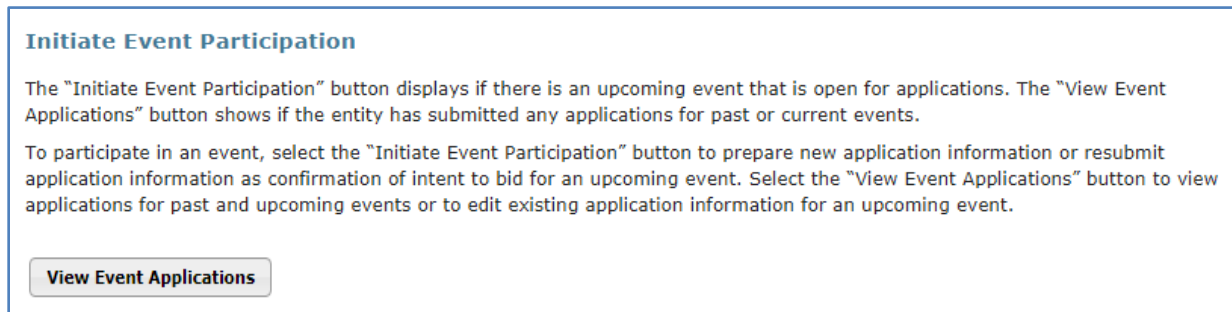 Initiate Event Participation
The “Initiate Event Participation” button displays if there is an upcoming event that is open for applications. The “View Event
Applications” button shows if the entity has submitted any applications for past or current events.
To participate in an event, select the “Initiate Event Participation” button to prepare new application information or resubmit
application information as confirmation of intent to bid for an upcoming event. Select the “View Event Applications” button to view
applications for past and upcoming events or to edit existing application information for an upcoming event.
View Event Applications